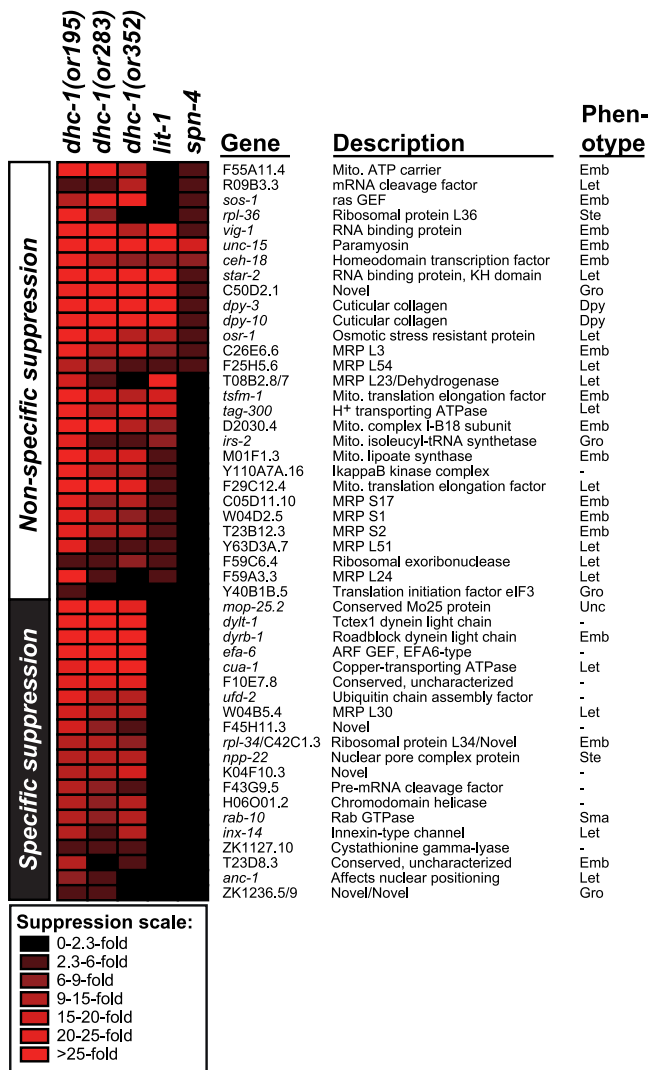 dhc-1(or195) dhc-1(or283) dhc-1(or352) lit-1 spn-4
Gene Description Phen-
otype
Non-specific suppression
F55A11.4 Mito. ATP carrier Emb
R09B3.3 mRNA cleavage factor Let
sos-1 ras GEF Emb
rpl-36 Ribosomal protein L36 Ste
vig-1 RNA binding protein Emb
unc-15 Paramyosin Emb
ceh-18 Homeodomain transcription factor Emb
star-2 RNA binding protein, KH domain Let
C50D2.1 Novel Gro
dpy-3 Cuticular collagen Dpy
dpy-10 Cuticular collagen Dpy
osr-1 Osmotic stress resistant protein Let
C26E6.6 MRP L3 Emb
F25H5.6 MRP L54 Let
T08B2.8/7 MRP L23/Dehydrogenase Let
tsfm-1 Mito. translation elongation factor Emb
tag-300 H+ transporting ATPase Let
D2030.4 Mito. complex I-B18 subunit Emb
irs-2 Mito. isoleucyl-tRNA synthetase Gro
M01F1.3 Mito. lipoate synthase Emb
Y110A7A.16 IkappaB kinase complex -
F29C12.4 Mito. translation elongation factor Let
C05D11.10 MRP S17 Emb
W04D2.5 MRP S1 Emb
T23B12.3 MRP S2 Emb
Y63D3A.7 MRP L51 Let
F59C6.4 Ribosomal exoribonuclease Let
F59A3.3 MRP L24 Let
Y40B1B.5 Translation initiation factor eIF3 Gro
Specific suppression
mop-25.2 Conserved Mo25 protein Unc
dylt-1 Tctex1 dynein light chain -
dyrb-1 Roadblock dynein light chain Emb
efa-6 ARF GEF, EFA6-type -
cua-1 Copper-transporting ATPase Let
F10E7.8 Conserved, uncharacterized -
ufd-2 Ubiquitin chain assembly factor -
W04B5.4 MRP L30 Let
F45H11.3 Novel -
rpl-34/C42C1.3 Ribosomal protein L34/Novel Emb
npp-22 Nuclear pore complex protein Ste
K04F10.3 Novel -
F43G9.5 Pre-mRNA cleavage factor -
H06O01.2 Chromodomain helicase -
rab-10 Rab GTPase Sma
inx-14 Innexin-type channel Let
ZK1127.10 Cystathionine gamma-lyase -
T23D8.3 Conserved, uncharacterized Emb
anc-1 Affects nuclear positioning Let
ZK1236.5/9 Novel/Novel Gro
Suppression scale:
0-2.3-fold
2.3-6-fold
6-9-fold
9-15-fold
15-20-fold
20-25-fold
>25-fold